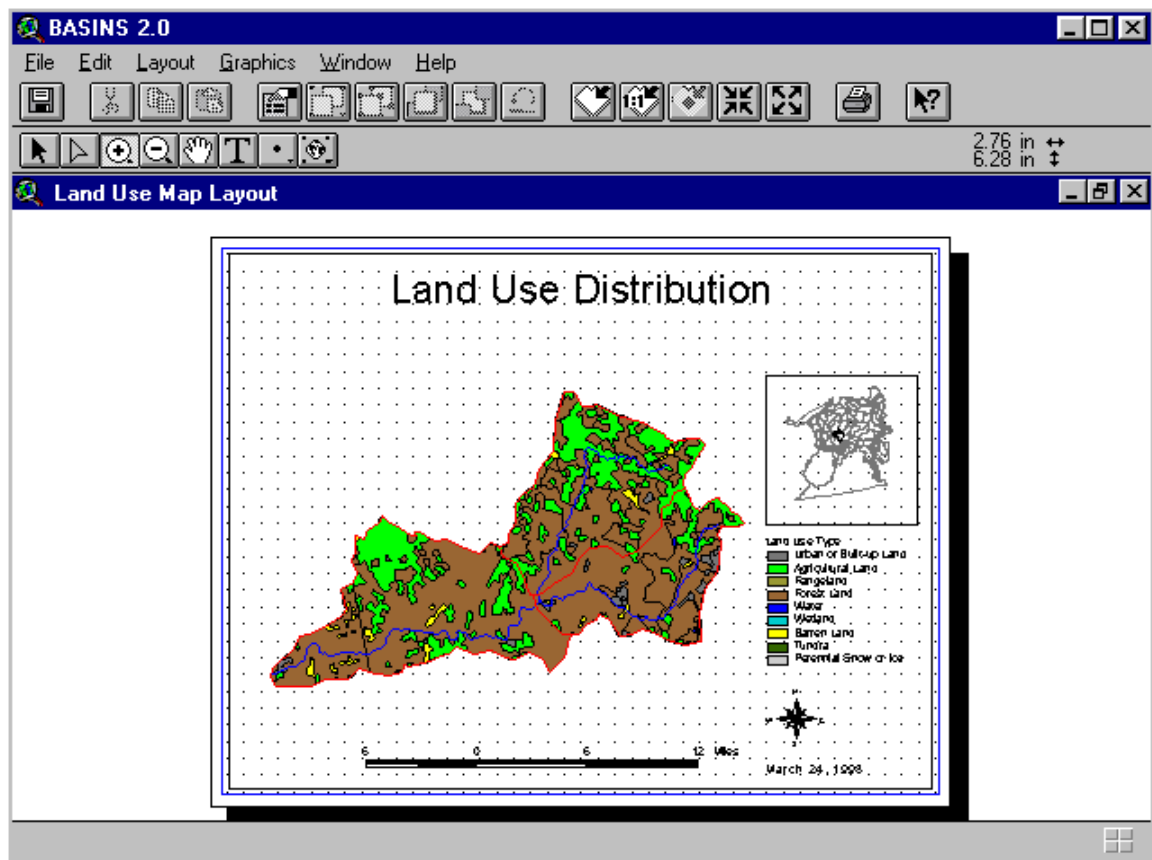 BASINS 2.0
File Edit Layout Graphics Window Help
1:1
T
2.76 in
6.28 in
Land Use Map Layout
Land Use Distribution
Land Use Type
Urban or Built-up Land
Agricultural Land
Rangeland
Forest Land
Water
Wetland
Barren Land
Tundra
Perennial Snow or Ice
N
W E
S
6 0 6 12 Miles
March 24, 1998